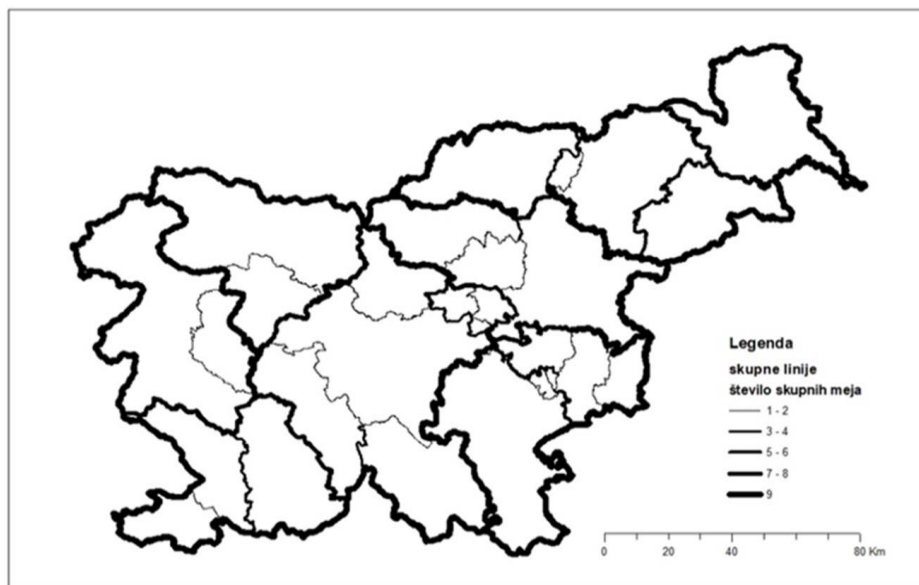 Legenda
skupne linije
število skupnih meja
1 - 2
3 - 4
5 - 6
7 - 8
9
0 20 40 80 Km